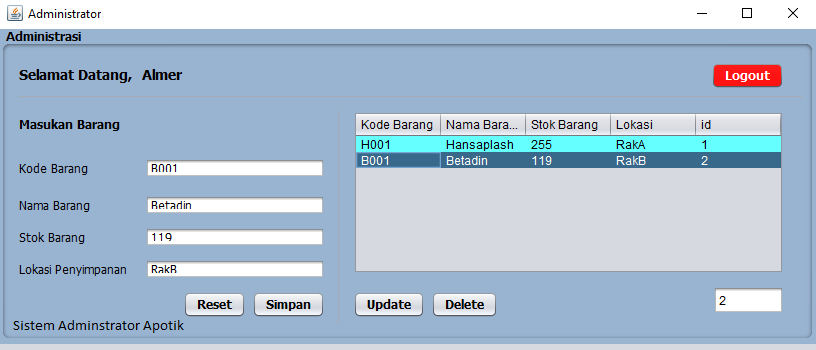 Administrator
Administrasi
Selamat Datang, Almer
Logout
Masukan Barang
Kode Barang B001
Nama Barang Betadin
Stok Barang 119
Lokasi Penyimpanan RakB
Reset Simpan
Kode Barang Nama Bara... Stok Barang Lokasi id
H001 Hansaplash 255 RakA 1
B001 Betadin 119 RakB 2
Update Delete 2
Sistem Adminstrator Apotik